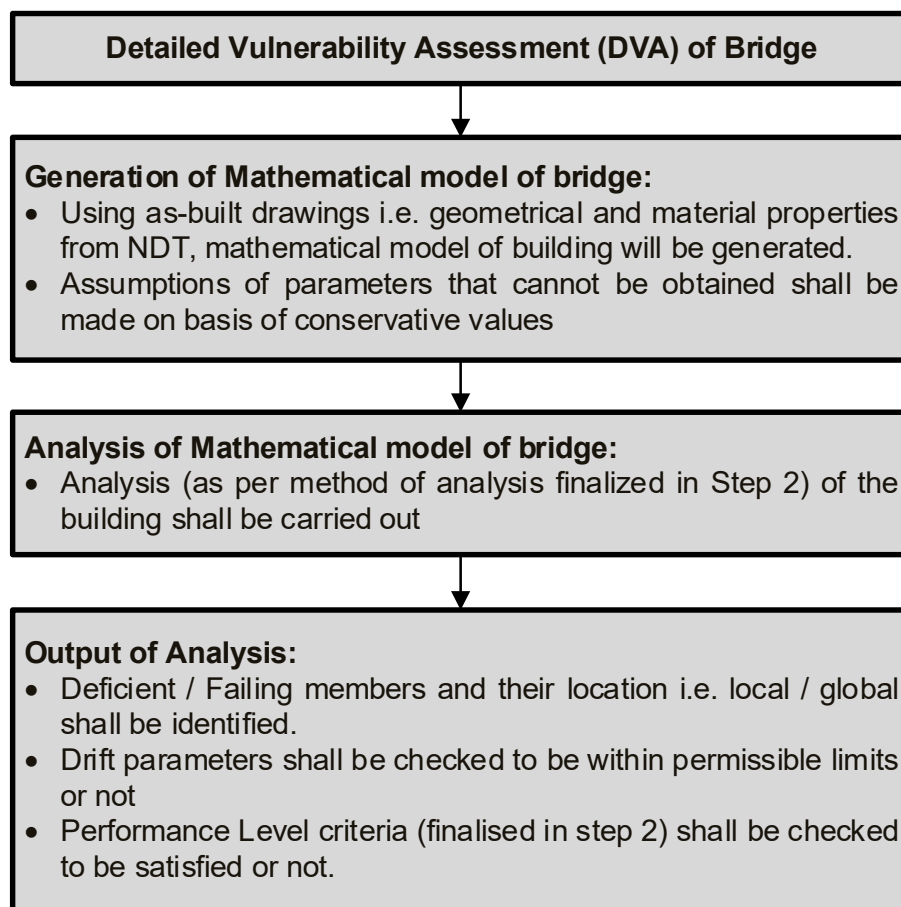 Detailed Vulnerability Assessment (DVA) of Bridge
Generation of Mathematical model of bridge:
• Using as-built drawings i.e. geometrical and material properties
from NDT, mathematical model of building will be generated.
• Assumptions of parameters that cannot be obtained shall be
made on basis of conservative values
Analysis of Mathematical model of bridge:
• Analysis (as per method of analysis finalized in Step 2) of the
building shall be carried out
Output of Analysis:
• Deficient / Failing members and their location i.e. local / global
shall be identified.
• Drift parameters shall be checked to be within permissible limits
or not
• Performance Level criteria (finalised in step 2) shall be checked
to be satisfied or not.